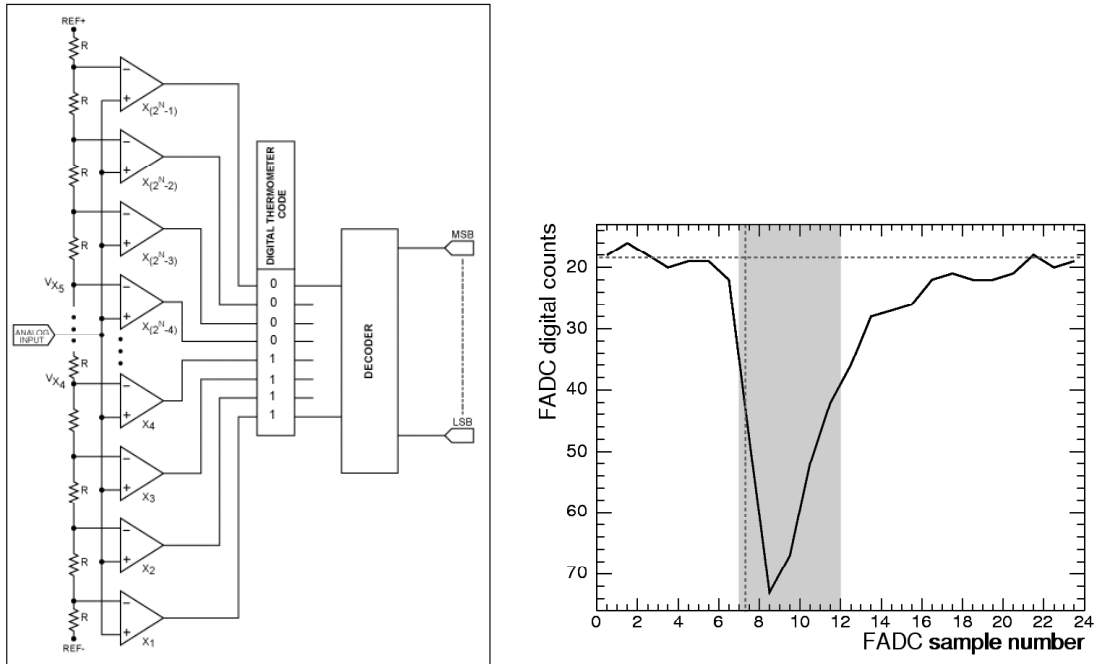 REF+
R
R
R
R
R
R
R
R
R
REF-
VX5
VX4
ANALOG
INPUT
X(2^N-1)
X(2^N-2)
X(2^N-3)
X(2^N-4)
X4
X3
X2
X1
− +
− +
− +
− +
− +
− +
− +
− +
DIGITAL THERMOMETER
CODE
0
0
0
0
1
1
1
1
DECODER
MSB
LSB
FADC digital counts
20
30
40
50
60
70
0 2 4 6 8 10 12 14 16 18 20 22 24
FADC sample number